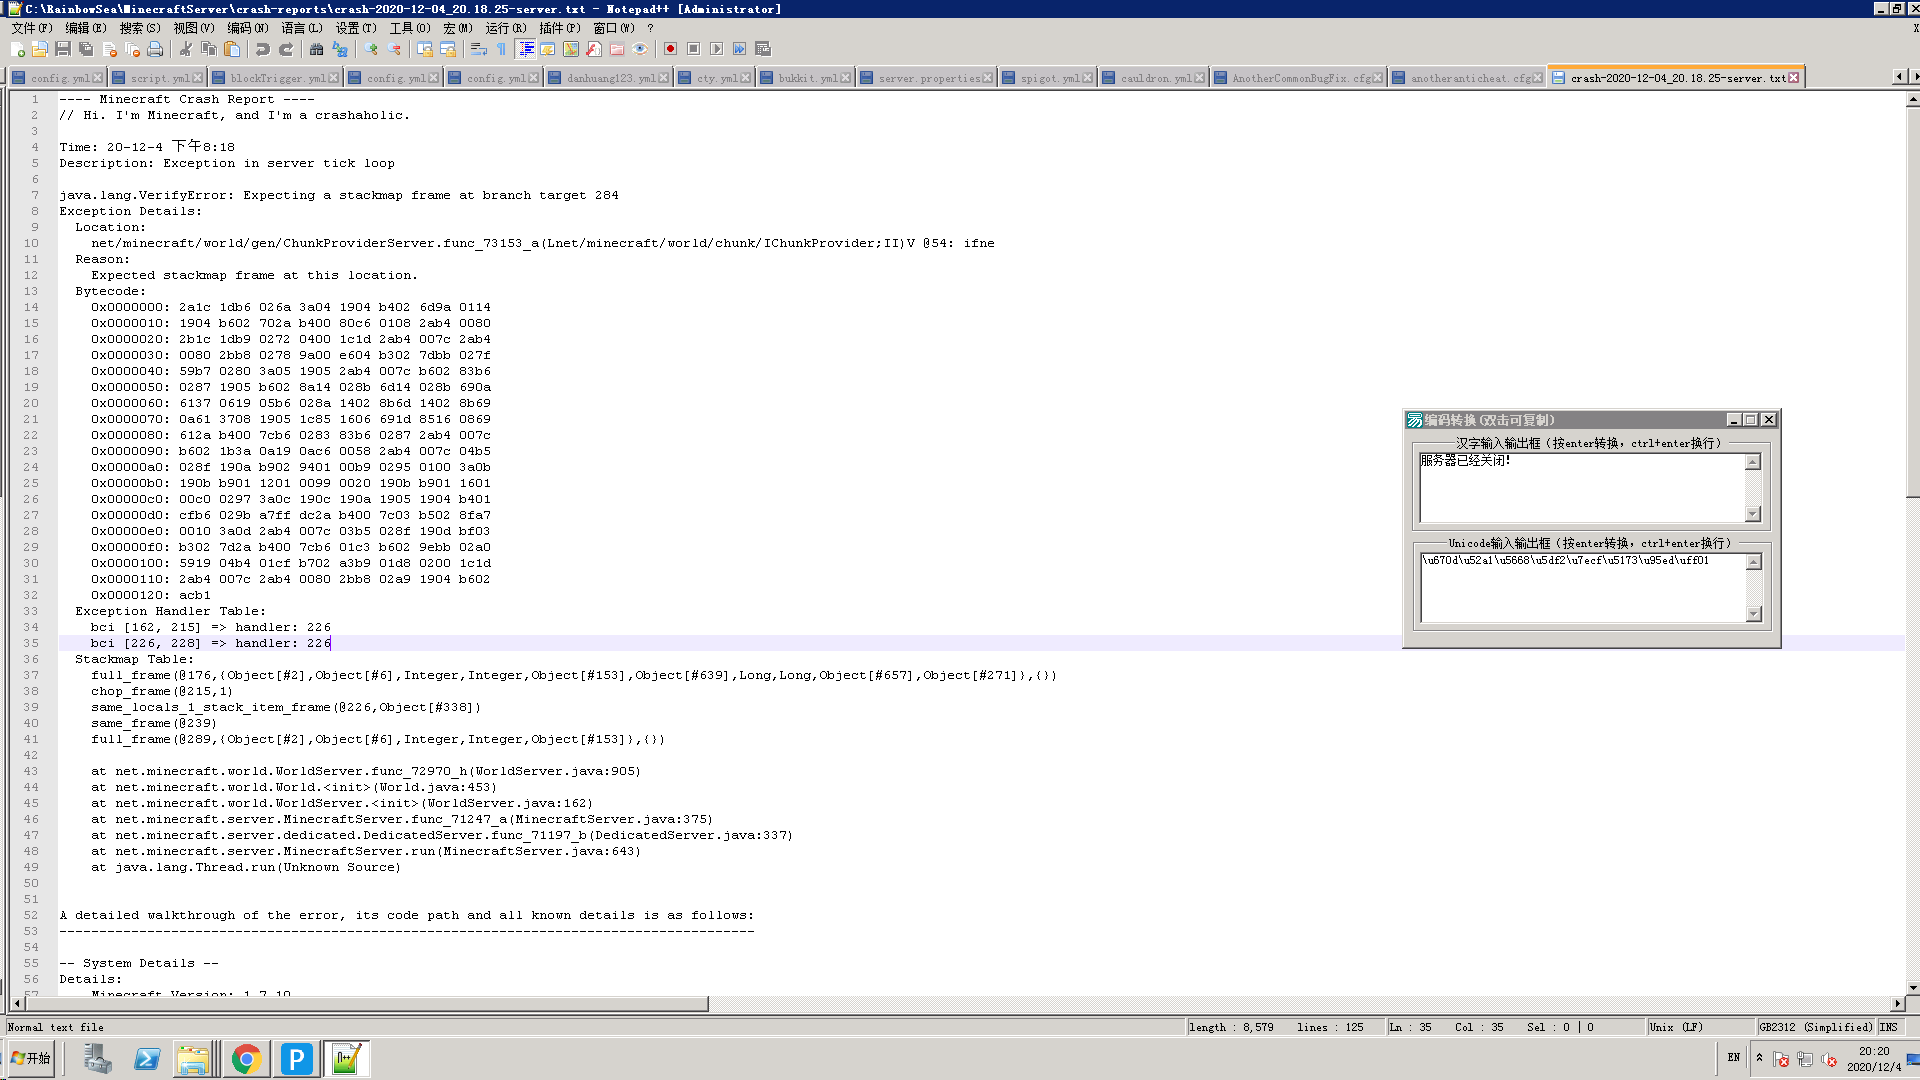 C:\RainbowSea\MinecraftServer\crash-reports\crash-2020-12-04_20.18.25-server.txt - Notepad++ [Administrator]
文件(F) 编辑(E) 搜索(S) 视图(V) 编码(N) 语言(L) 设置(T) 工具(O) 宏(M) 运行(R) 插件(P) 窗口(W) ? X
config.yml script.yml blockTrigger.yml config.yml config.yml danhuang123.yml cty.yml bukkit.yml server.properties spigot.yml cauldron.yml AnotherCommonBugFix.cfg anotheranticheat.cfg crash-2020-12-04_20.18.25-server.txt
1 ---- Minecraft Crash Report ----
2 // Hi. I'm Minecraft, and I'm a crashaholic.
3
4 Time: 20-12-4 下午8:18
5 Description: Exception in server tick loop
6
7 java.lang.VerifyError: Expecting a stackmap frame at branch target 284
8 Exception Details:
9 Location:
10 net/minecraft/world/gen/ChunkProviderServer.func_73153_a(Lnet/minecraft/world/chunk/IChunkProvider;II)V @54: ifne
11 Reason:
12 Expected stackmap frame at this location.
13 Bytecode:
14 0x0000000: 2a1c 1db6 026a 3a04 1904 b402 6d9a 0114
15 0x0000010: 1904 b602 702a b400 80c6 0108 2ab4 0080
16 0x0000020: 2b1c 1db9 0272 0400 1c1d 2ab4 007c 2ab4
17 0x0000030: 0080 2bb8 0278 9a00 e604 b302 7dbb 027f
18 0x0000040: 59b7 0280 3a05 1905 2ab4 007c b602 83b6
19 0x0000050: 0287 1905 b602 8a14 028b 6d14 028b 690a
20 0x0000060: 6137 0619 05b6 028a 1402 8b6d 1402 8b69
21 0x0000070: 0a61 3708 1905 1c85 1606 691d 8516 0869
22 0x0000080: 612a b400 7cb6 0283 83b6 0287 2ab4 007c
23 0x0000090: b602 1b3a 0a19 0ac6 0058 2ab4 007c 04b5
24 0x00000a0: 028f 190a b902 9401 00b9 0295 0100 3a0b
25 0x00000b0: 190b b901 1201 0099 0020 190b b901 1601
26 0x00000c0: 00c0 0297 3a0c 190c 190a 1905 1904 b401
27 0x00000d0: cfb6 029b a7ff dc2a b400 7c03 b502 8fa7
28 0x00000e0: 0010 3a0d 2ab4 007c 03b5 028f 190d bf03
29 0x00000f0: b302 7d2a b400 7cb6 01c3 b602 9ebb 02a0
30 0x0000100: 5919 04b4 01cf b702 a3b9 01d8 0200 1c1d
31 0x0000110: 2ab4 007c 2ab4 0080 2bb8 02a9 1904 b602
32 0x0000120: acb1
33 Exception Handler Table:
34 bci [162, 215] => handler: 226
35 bci [226, 228] => handler: 226
36 Stackmap Table:
37 full_frame(@176,{Object[#2],Object[#6],Integer,Integer,Object[#153],Object[#639],Long,Long,Object[#657],Object[#271]},{})
38 chop_frame(@215,1)
39 same_locals_1_stack_item_frame(@226,Object[#338])
40 same_frame(@239)
41 full_frame(@289,{Object[#2],Object[#6],Integer,Integer,Object[#153]},{})
42
43 at net.minecraft.world.WorldServer.func_72970_h(WorldServer.java:905)
44 at net.minecraft.world.World.<init>(World.java:453)
45 at net.minecraft.world.WorldServer.<init>(WorldServer.java:162)
46 at net.minecraft.server.MinecraftServer.func_71247_a(MinecraftServer.java:375)
47 at net.minecraft.server.dedicated.DedicatedServer.func_71197_b(DedicatedServer.java:337)
48 at net.minecraft.server.MinecraftServer.run(MinecraftServer.java:643)
49 at java.lang.Thread.run(Unknown Source)
50
51
52 A detailed walkthrough of the error, its code path and all known details is as follows:
53 ---------------------------------------------------------------------------------------
54
55 -- System Details --
56 Details:
57 Minecraft Version: 1.7.10
编码转换(双击可复制)
汉字输入输出框(按enter转换，ctrl+enter换行)
服务器已经关闭！
Unicode输入输出框(按enter转换，ctrl+enter换行)
\u670d\u52a1\u5668\u5df2\u7ecf\u5173\u95ed\uff01
Normal text file length : 8,579 lines : 125 Ln : 35 Col : 35 Sel : 0 | 0 Unix (LF) GB2312 (Simplified) INS
开始 P EN 20:20
2020/12/4